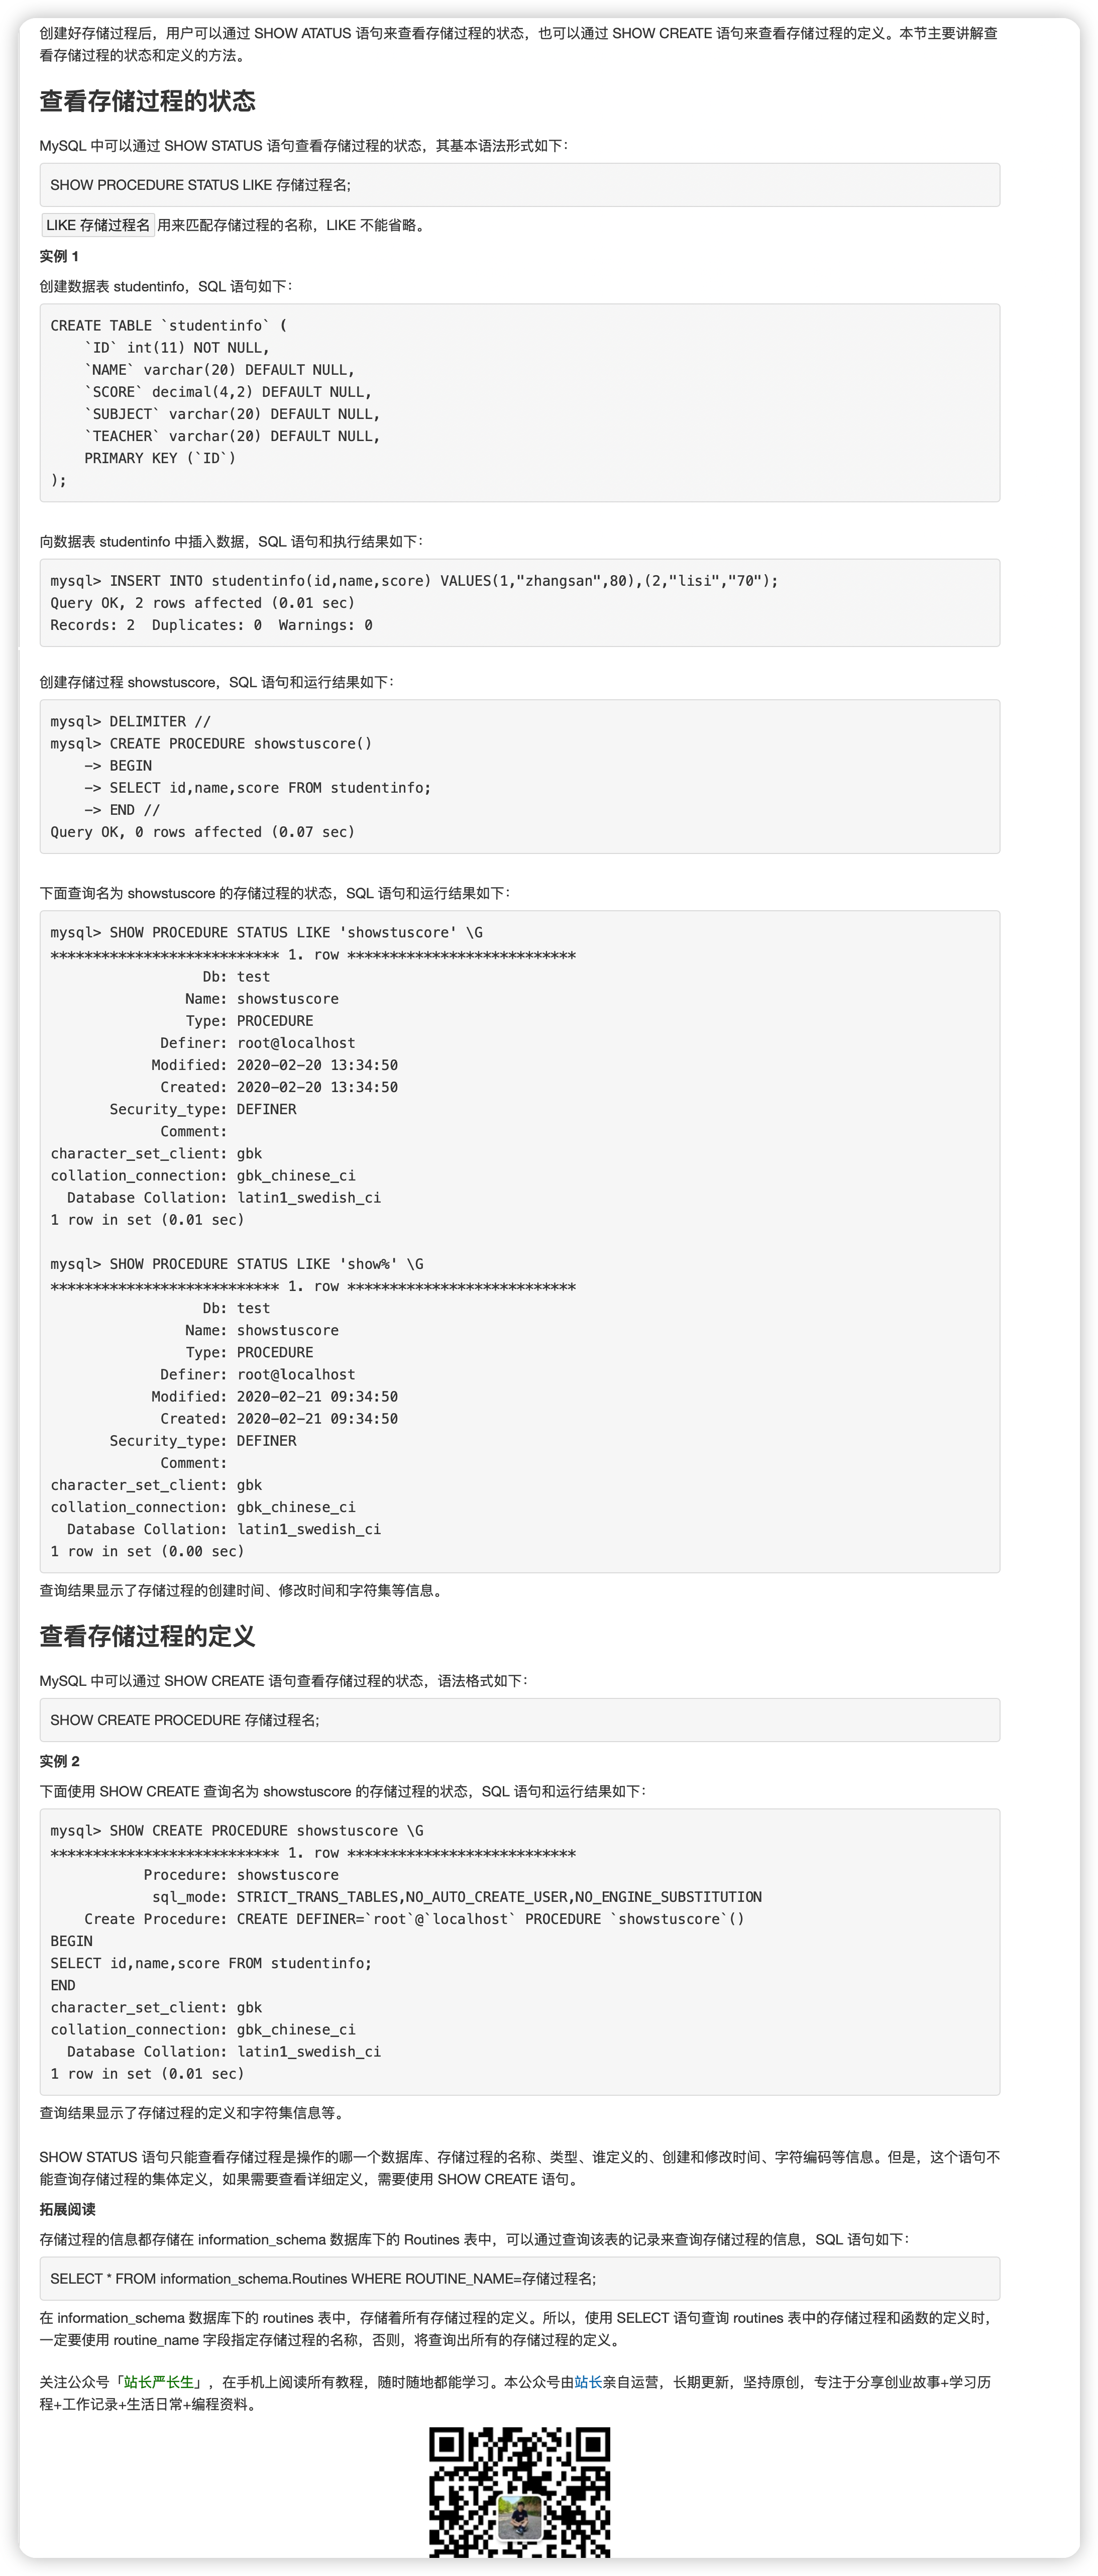 创建好存储过程后，用户可以通过 SHOW ATATUS 语句来查看存储过程的状态，也可以通过 SHOW CREATE 语句来查看存储过程的定义。本节主要讲解查
看存储过程的状态和定义的方法。
查看存储过程的状态
MySQL 中可以通过 SHOW STATUS 语句查看存储过程的状态，其基本语法形式如下：
SHOW PROCEDURE STATUS LIKE 存储过程名;
LIKE 存储过程名 用来匹配存储过程的名称，LIKE 不能省略。
实例 1
创建数据表 studentinfo，SQL 语句如下：
CREATE TABLE `studentinfo` (
    `ID` int(11) NOT NULL,
    `NAME` varchar(20) DEFAULT NULL,
    `SCORE` decimal(4,2) DEFAULT NULL,
    `SUBJECT` varchar(20) DEFAULT NULL,
    `TEACHER` varchar(20) DEFAULT NULL,
    PRIMARY KEY (`ID`)
);
向数据表 studentinfo 中插入数据，SQL 语句和执行结果如下：
mysql> INSERT INTO studentinfo(id,name,score) VALUES(1,"zhangsan",80),(2,"lisi","70");
Query OK, 2 rows affected (0.01 sec)
Records: 2  Duplicates: 0  Warnings: 0
创建存储过程 showstuscore，SQL 语句和运行结果如下：
mysql> DELIMITER //
mysql> CREATE PROCEDURE showstuscore()
    -> BEGIN
    -> SELECT id,name,score FROM studentinfo;
    -> END //
Query OK, 0 rows affected (0.07 sec)
下面查询名为 showstuscore 的存储过程的状态，SQL 语句和运行结果如下：
mysql> SHOW PROCEDURE STATUS LIKE 'showstuscore' \G
*************************** 1. row ***************************
                  Db: test
                Name: showstuscore
                Type: PROCEDURE
             Definer: root@localhost
            Modified: 2020-02-20 13:34:50
             Created: 2020-02-20 13:34:50
       Security_type: DEFINER
             Comment:
character_set_client: gbk
collation_connection: gbk_chinese_ci
  Database Collation: latin1_swedish_ci
1 row in set (0.01 sec)
mysql> SHOW PROCEDURE STATUS LIKE 'show%' \G
*************************** 1. row ***************************
                  Db: test
                Name: showstuscore
                Type: PROCEDURE
             Definer: root@localhost
            Modified: 2020-02-21 09:34:50
             Created: 2020-02-21 09:34:50
       Security_type: DEFINER
             Comment:
character_set_client: gbk
collation_connection: gbk_chinese_ci
  Database Collation: latin1_swedish_ci
1 row in set (0.00 sec)
查询结果显示了存储过程的创建时间、修改时间和字符集等信息。
查看存储过程的定义
MySQL 中可以通过 SHOW CREATE 语句查看存储过程的状态，语法格式如下：
SHOW CREATE PROCEDURE 存储过程名;
实例 2
下面使用 SHOW CREATE 查询名为 showstuscore 的存储过程的状态，SQL 语句和运行结果如下：
mysql> SHOW CREATE PROCEDURE showstuscore \G
*************************** 1. row ***************************
           Procedure: showstuscore
            sql_mode: STRICT_TRANS_TABLES,NO_AUTO_CREATE_USER,NO_ENGINE_SUBSTITUTION
    Create Procedure: CREATE DEFINER=`root`@`localhost` PROCEDURE `showstuscore`()
BEGIN
SELECT id,name,score FROM studentinfo;
END
character_set_client: gbk
collation_connection: gbk_chinese_ci
  Database Collation: latin1_swedish_ci
1 row in set (0.01 sec)
查询结果显示了存储过程的定义和字符集信息等。
SHOW STATUS 语句只能查看存储过程是操作的哪一个数据库、存储过程的名称、类型、谁定义的、创建和修改时间、字符编码等信息。但是，这个语句不
能查询存储过程的集体定义，如果需要查看详细定义，需要使用 SHOW CREATE 语句。
拓展阅读
存储过程的信息都存储在 information_schema 数据库下的 Routines 表中，可以通过查询该表的记录来查询存储过程的信息，SQL 语句如下：
SELECT * FROM information_schema.Routines WHERE ROUTINE_NAME=存储过程名;
在 information_schema 数据库下的 routines 表中，存储着所有存储过程的定义。所以，使用 SELECT 语句查询 routines 表中的存储过程和函数的定义时，
一定要使用 routine_name 字段指定存储过程的名称，否则，将查询出所有的存储过程的定义。
关注公众号「站长严长生」，在手机上阅读所有教程，随时随地都能学习。本公众号由站长亲自运营，长期更新，坚持原创，专注于分享创业故事+学习历
程+工作记录+生活日常+编程资料。